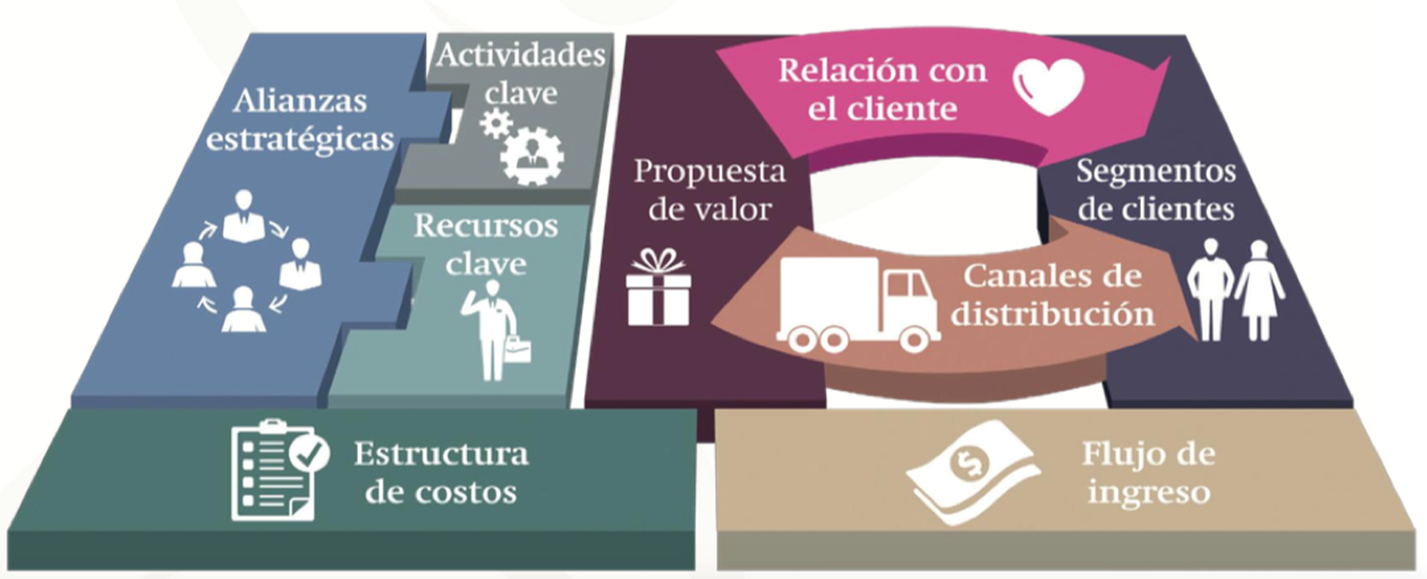 Alianzas
estratégicas
Actividades
clave
Recursos
clave
Propuesta
de valor
Relación con
el cliente
Canales de
distribución
Segmentos
de clientes
Estructura
de costos
$
Flujo de
ingreso